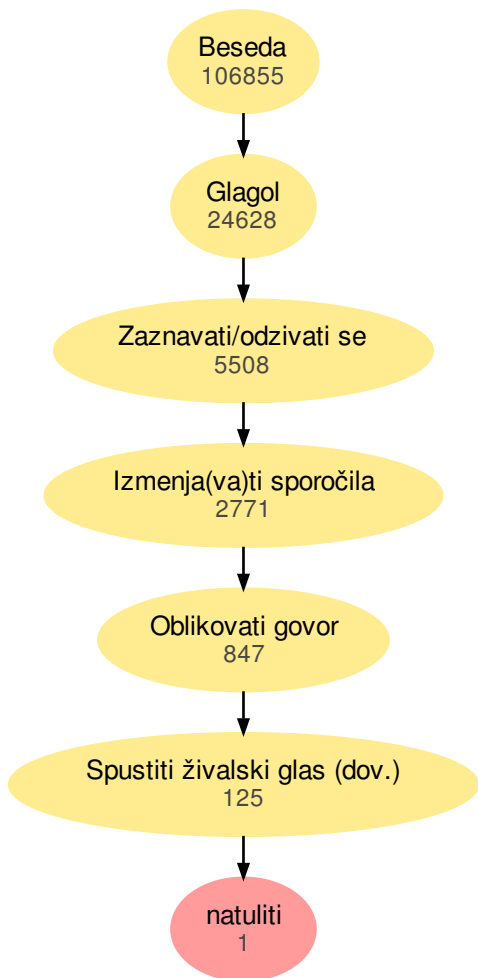 Beseda
106855
Glagol
24628
Zaznavati/odzivati se
5508
Izmenja(va)ti sporočila
2771
Oblikovati govor
847
Spustiti živalski glas (dov.)
125
natuliti
1